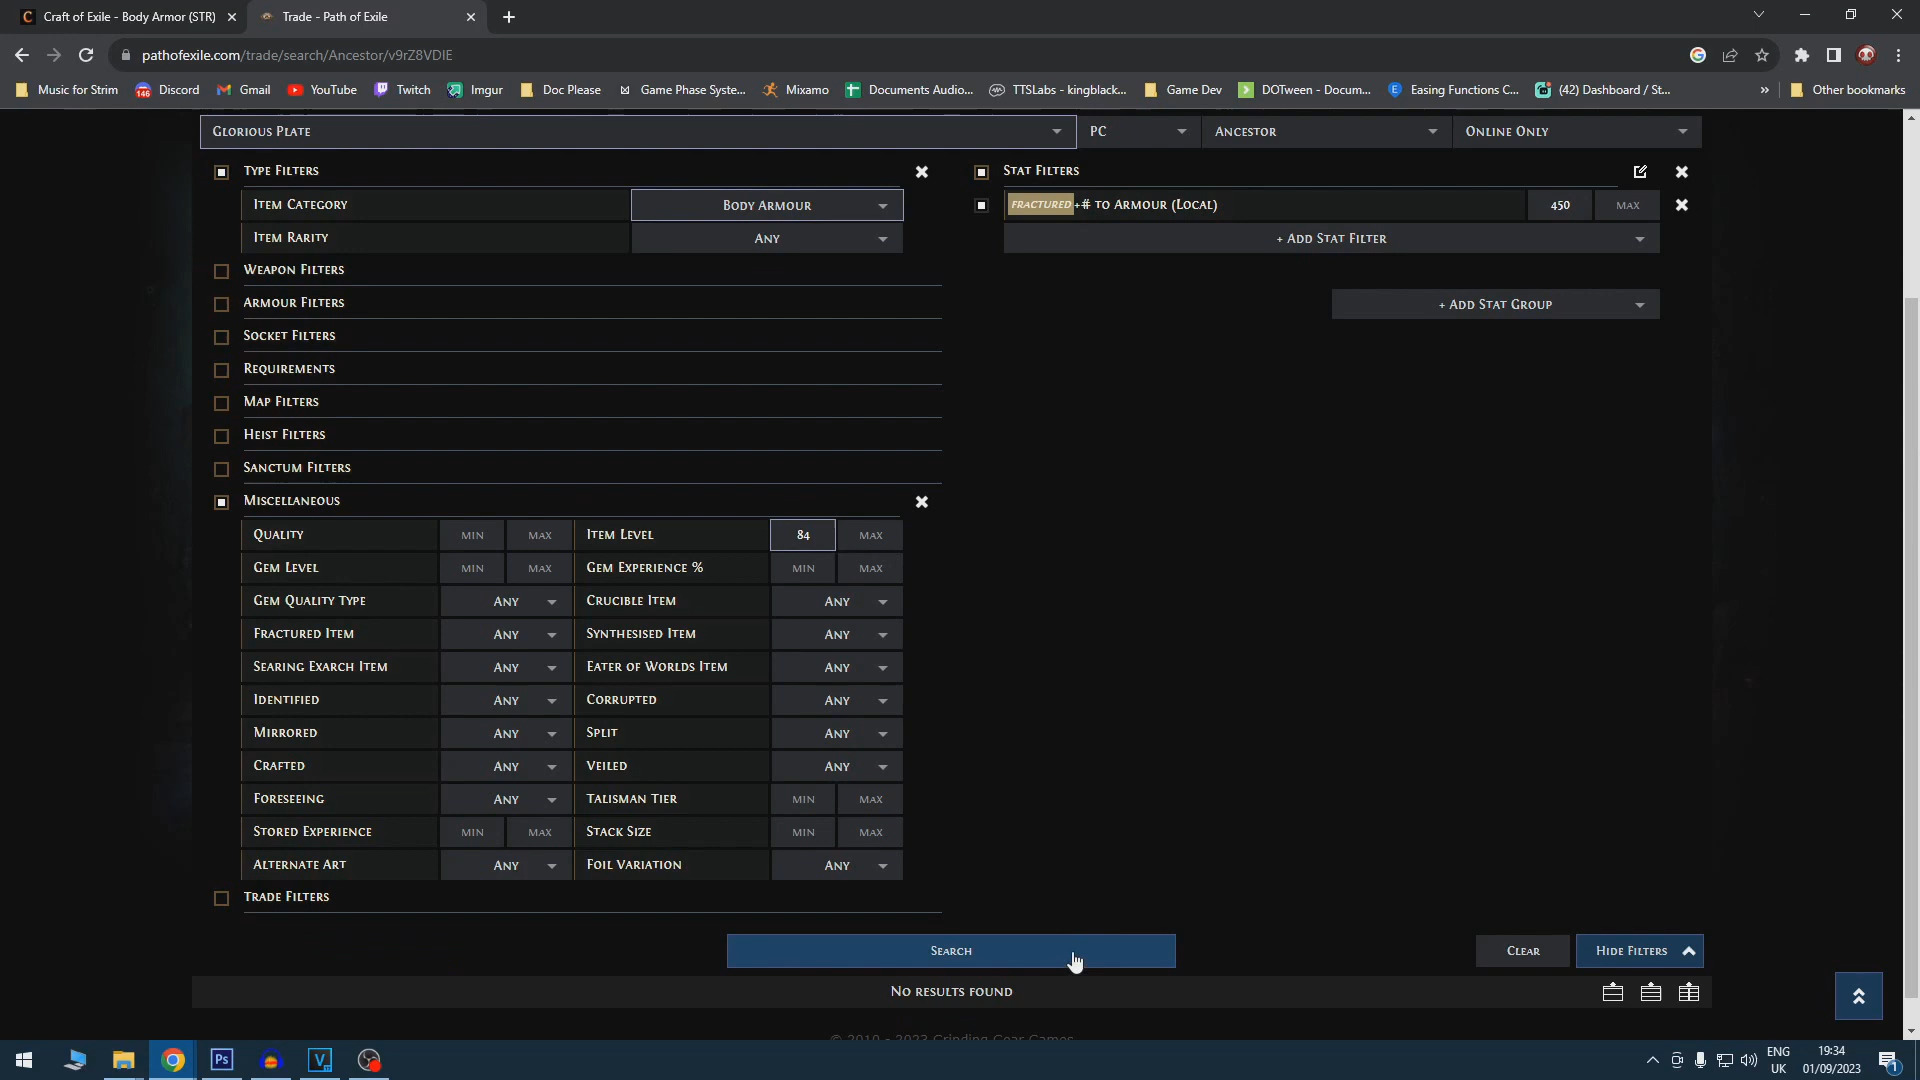 Craft of Exile - Body Armor (STR)
Trade - Path of Exile
pathofexile.com/trade/search/Ancestor/v9rZ8VDIE
Music for Strim
146
Discord
Gmail
YouTube
Twitch
Imgur
Doc Please
Game Phase Syste...
Mixamo
Documents Audio...
TTSLabs - kingblack...
Game Dev
DOTween - Docum...
Easing Functions C...
(42) Dashboard / St...
»
Other bookmarks
Glorious Plate
PC
Ancestor
Online Only
Type Filters
Item Category
Body Armour
Item Rarity
Any
Weapon Filters
Armour Filters
Socket Filters
Requirements
Map Filters
Heist Filters
Sanctum Filters
Miscellaneous
Quality MIN MAX Item Level 84 MAX
Gem Level MIN MAX Gem Experience % MIN MAX
Gem Quality Type Any Crucible Item Any
Fractured Item Any Synthesised Item Any
Searing Exarch Item Any Eater of Worlds Item Any
Identified Any Corrupted Any
Mirrored Any Split Any
Crafted Any Veiled Any
Foreseeing Any Talisman Tier MIN MAX
Stored Experience MIN MAX Stack Size MIN MAX
Alternate Art Any Foil Variation Any
Trade Filters
Stat Filters
FRACTURED +# to Armour (Local) 450 MAX
+ Add Stat Filter
+ Add Stat Group
Search
Clear
Hide Filters
No results found
© 2010 - 2023 Grinding Gear Games
Ps
V
ENG
UK
19:34
01/09/2023
1